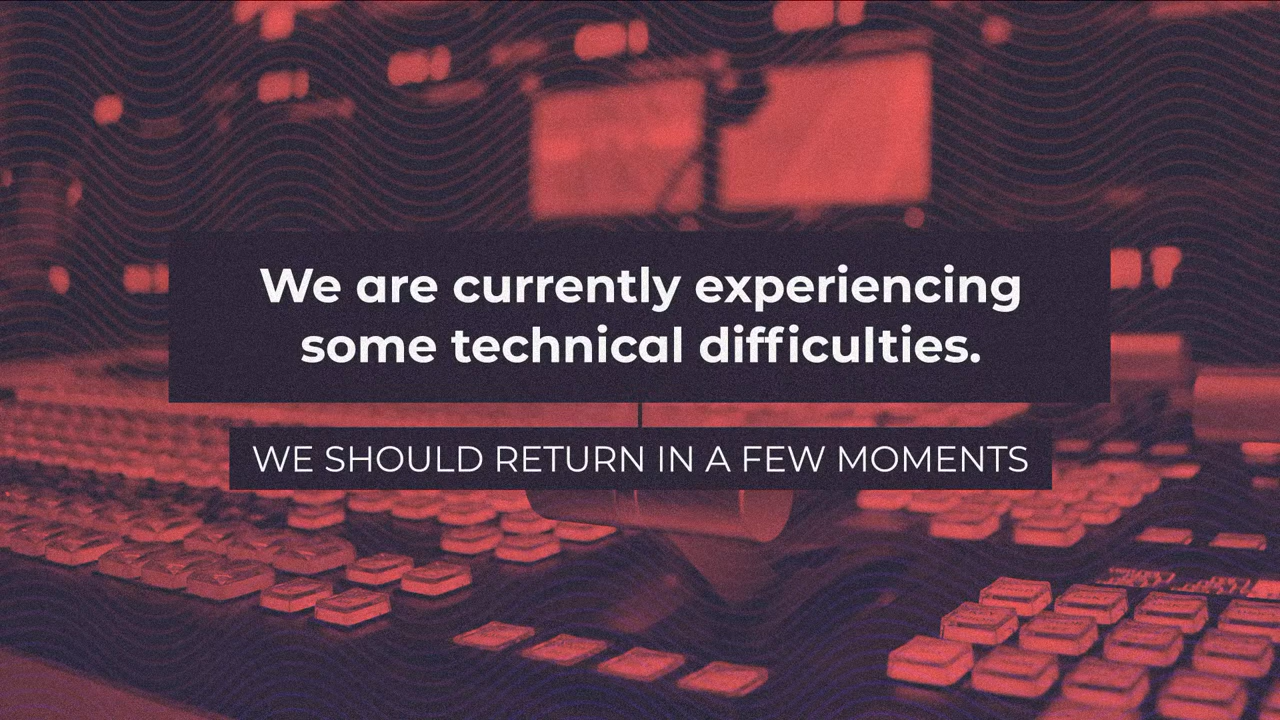 We are currently experiencing
some technical difficulties.
WE SHOULD RETURN IN A FEW MOMENTS